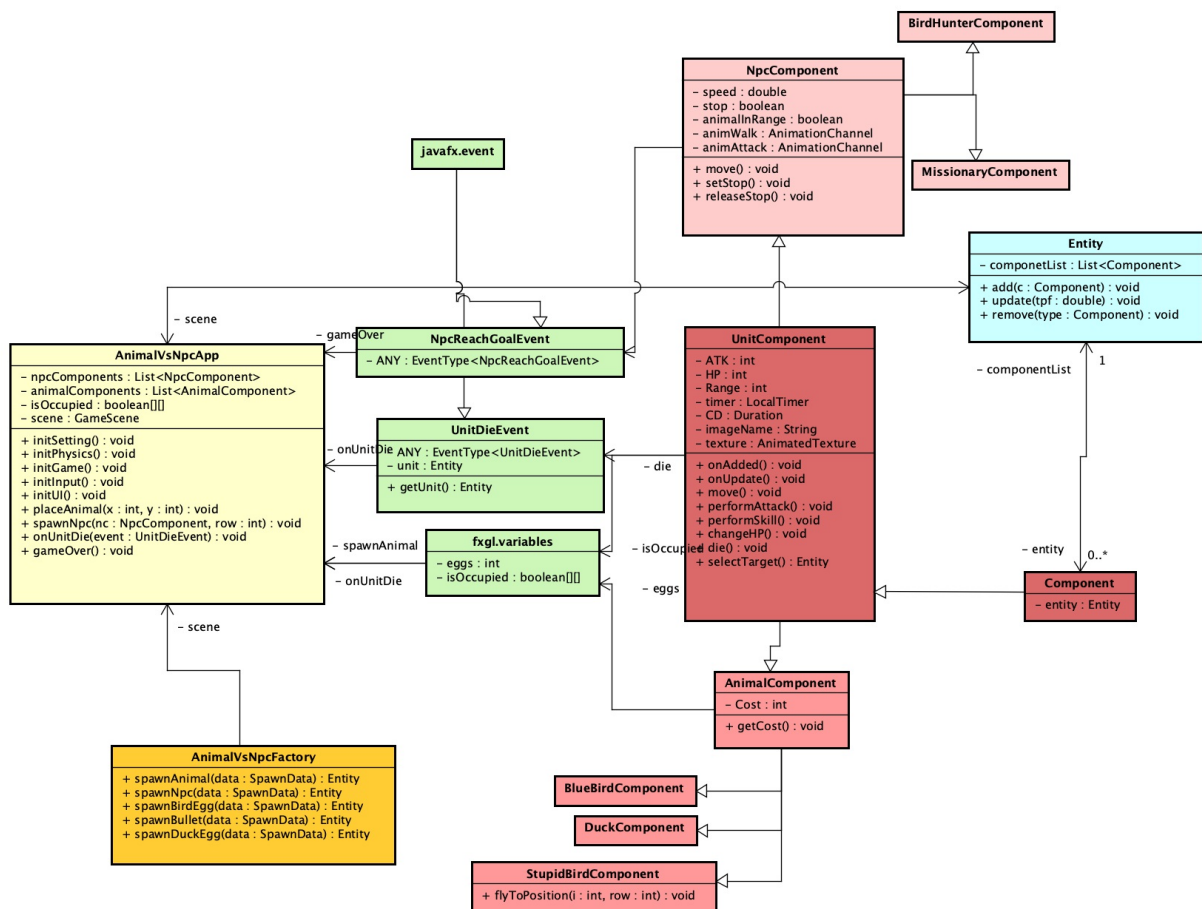 BirdHunterComponent
NpcComponent
– speed : double
– stop : boolean
– animalInRange : boolean
– animWalk : AnimationChannel
– animAttack : AnimationChannel
+ move() : void
+ setStop() : void
+ releaseStop() : void
javafx.event
MissionaryComponent
Entity
– componetList : List<Component>
+ add(c : Component) : void
+ update(tpf : double) : void
+ remove(type : Component) : void
– scene
– gameOver
NpcReachGoalEvent
– ANY : EventType<NpcReachGoalEvent>
AnimalVsNpcApp
– npcComponents : List<NpcComponent>
– animalComponents : List<AnimalComponent>
– isOccupied : boolean[][]
– scene : GameScene
+ initSetting() : void
+ initPhysics() : void
+ initGame() : void
+ initInput() : void
+ initUI() : void
+ placeAnimal(x : int, y : int) : void
+ spawnNpc(nc : NpcComponent, row : int) : void
+ onUnitDie(event : UnitDieEvent) : void
+ gameOver() : void
UnitComponent
– ATK : int
– HP : int
– Range : int
– timer : LocalTimer
– CD : Duration
– imageName : String
– texture : AnimatedTexture
+ onAdded() : void
+ onUpdate() : void
+ move() : void
+ performAttack() : void
+ performSkill() : void
+ changeHP() : void
+ die() : void
+ selectTarget() : Entity
1
– componentList
UnitDieEvent
– ANY : EventType<UnitDieEvent>
– unit : Entity
+ getUnit() : Entity
– onUnitDie
– die
– spawnAnimal
– onUnitDie
fxgl.variables
– eggs : int
– isOccupied : boolean[][]
– isOccupied
– eggs
– entity
0..*
Component
– entity : Entity
– scene
AnimalComponent
– Cost : int
+ getCost() : void
AnimalVsNpcFactory
+ spawnAnimal(data : SpawnData) : Entity
+ spawnNpc(data : SpawnData) : Entity
+ spawnBirdEgg(data : SpawnData) : Entity
+ spawnBullet(data : SpawnData) : Entity
+ spawnDuckEgg(data : SpawnData) : Entity
BlueBirdComponent
DuckComponent
StupidBirdComponent
+ flyToPosition(i : int, row : int) : void